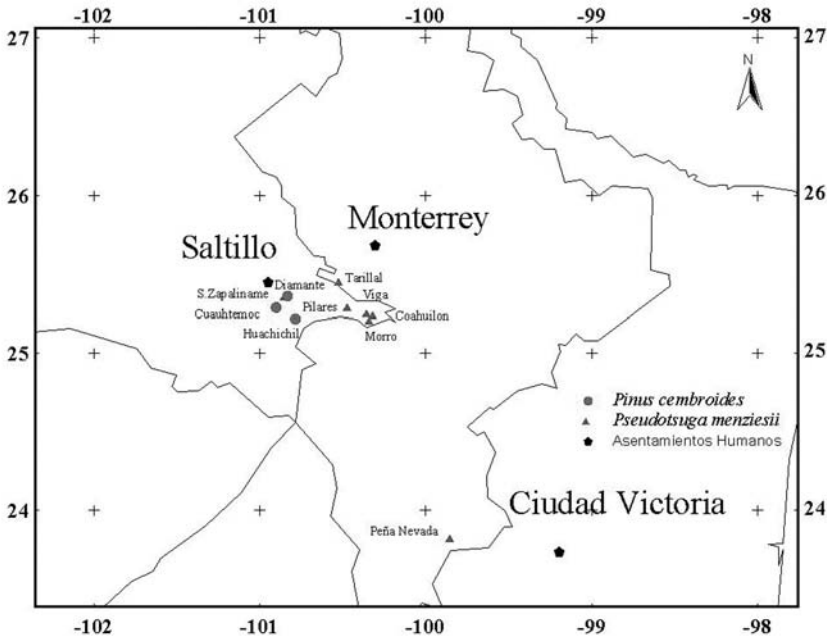 -102 -101 -100 -99 -98
27 27
N
26 26
Monterrey
Saltillo
Tarillal
Diamante
S.Zapaliname
Viga
Pilares
Cuauhtemoc
Coahuilon
Huachichil
Morro
25 25
Pinus cembroides
Pseudotsuga menziesii
Asentamientos Humanos
Ciudad Victoria
24 24
Peña Nevada
-102 -101 -100 -99 -98